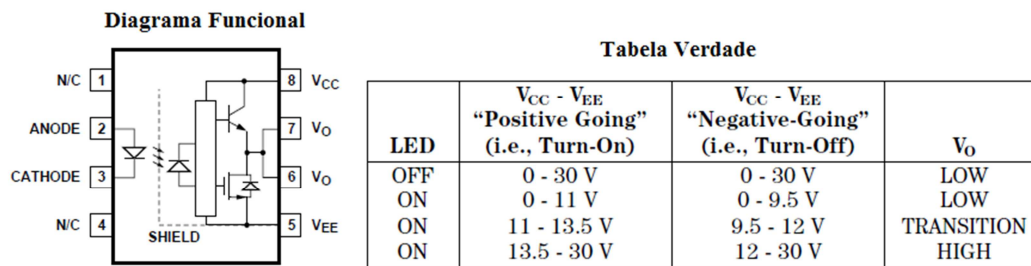 Diagrama Funcional
N/C 1
8 VCC
ANODE 2
7 VO
CATHODE 3
6 VO
N/C 4
5 VEE
SHIELD
Tabela Verdade
LED
VCC - VEE
“Positive Going”
(i.e., Turn-On)
VCC - VEE
“Negative-Going”
(i.e., Turn-Off)
VO
OFF 0 - 30 V 0 - 30 V LOW
ON 0 - 11 V 0 - 9.5 V LOW
ON 11 - 13.5 V 9.5 - 12 V TRANSITION
ON 13.5 - 30 V 12 - 30 V HIGH